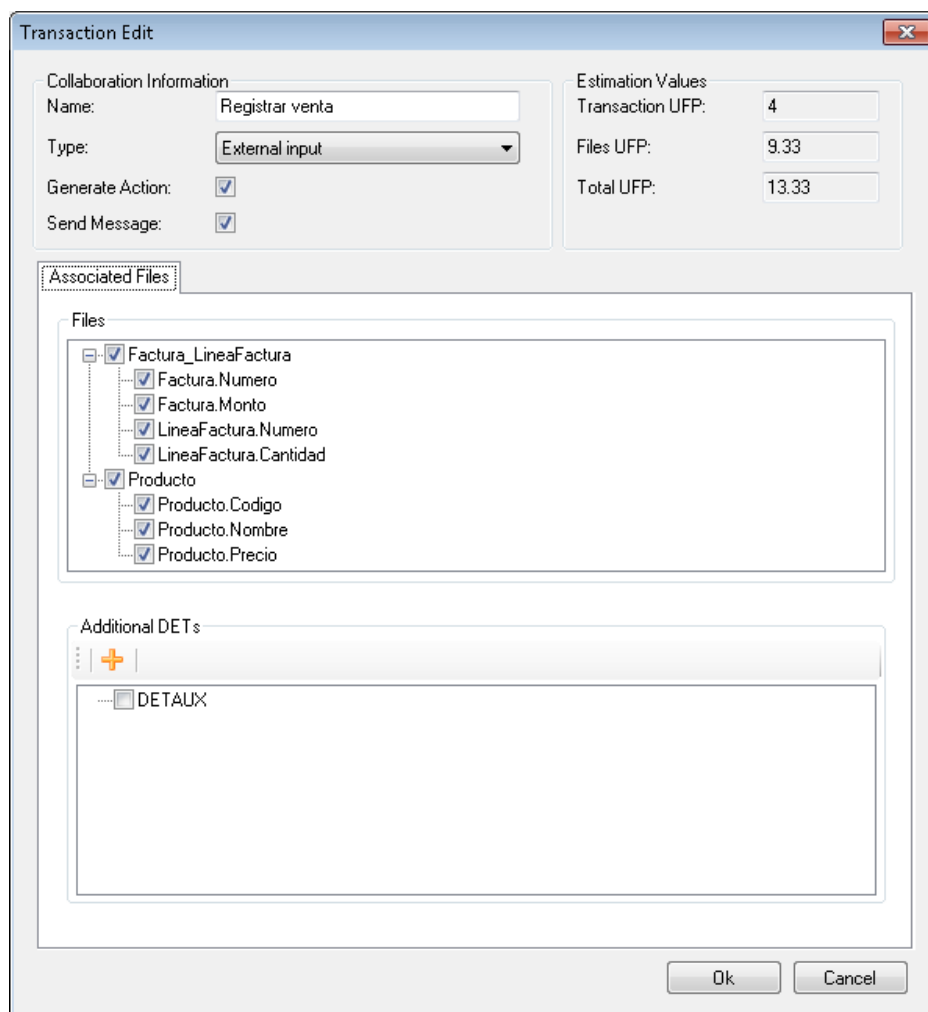 Transaction Edit
Collaboration Information
Name: Registrar venta
Type: External input
Generate Action:
Send Message:
Estimation Values
Transaction UFP: 4
Files UFP: 9.33
Total UFP: 13.33
Associated Files
Files
Factura_LineaFactura
Factura.Numero
Factura.Monto
LineaFactura.Numero
LineaFactura.Cantidad
Producto
Producto.Codigo
Producto.Nombre
Producto.Precio
Additional DETs
DETAUX
Ok Cancel